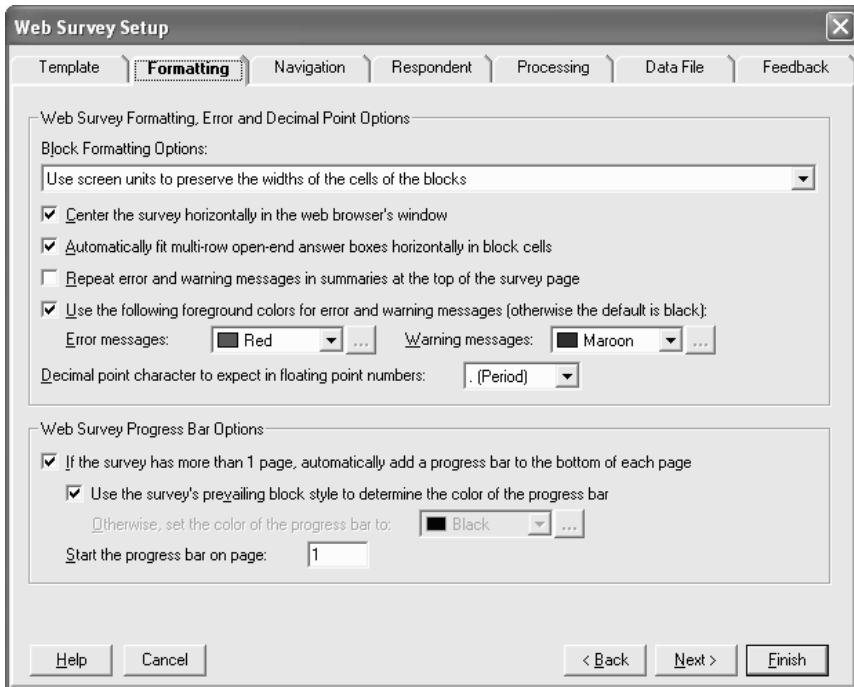 Web Survey Setup
Template Formatting Navigation Respondent Processing Data File Feedback
Web Survey Formatting, Error and Decimal Point Options
Block Formatting Options:
Use screen units to preserve the widths of the cells of the blocks
Center the survey horizontally in the web browser's window
Automatically fit multi-row open-end answer boxes horizontally in block cells
Repeat error and warning messages in summaries at the top of the survey page
Use the following foreground colors for error and warning messages (otherwise the default is black):
Error messages: Red ... Warning messages: Maroon ...
Decimal point character to expect in floating point numbers: . (Period)
Web Survey Progress Bar Options
If the survey has more than 1 page, automatically add a progress bar to the bottom of each page
Use the survey's prevailing block style to determine the color of the progress bar
Otherwise, set the color of the progress bar to: Black ...
Start the progress bar on page: 1
Help Cancel < Back Next > Finish